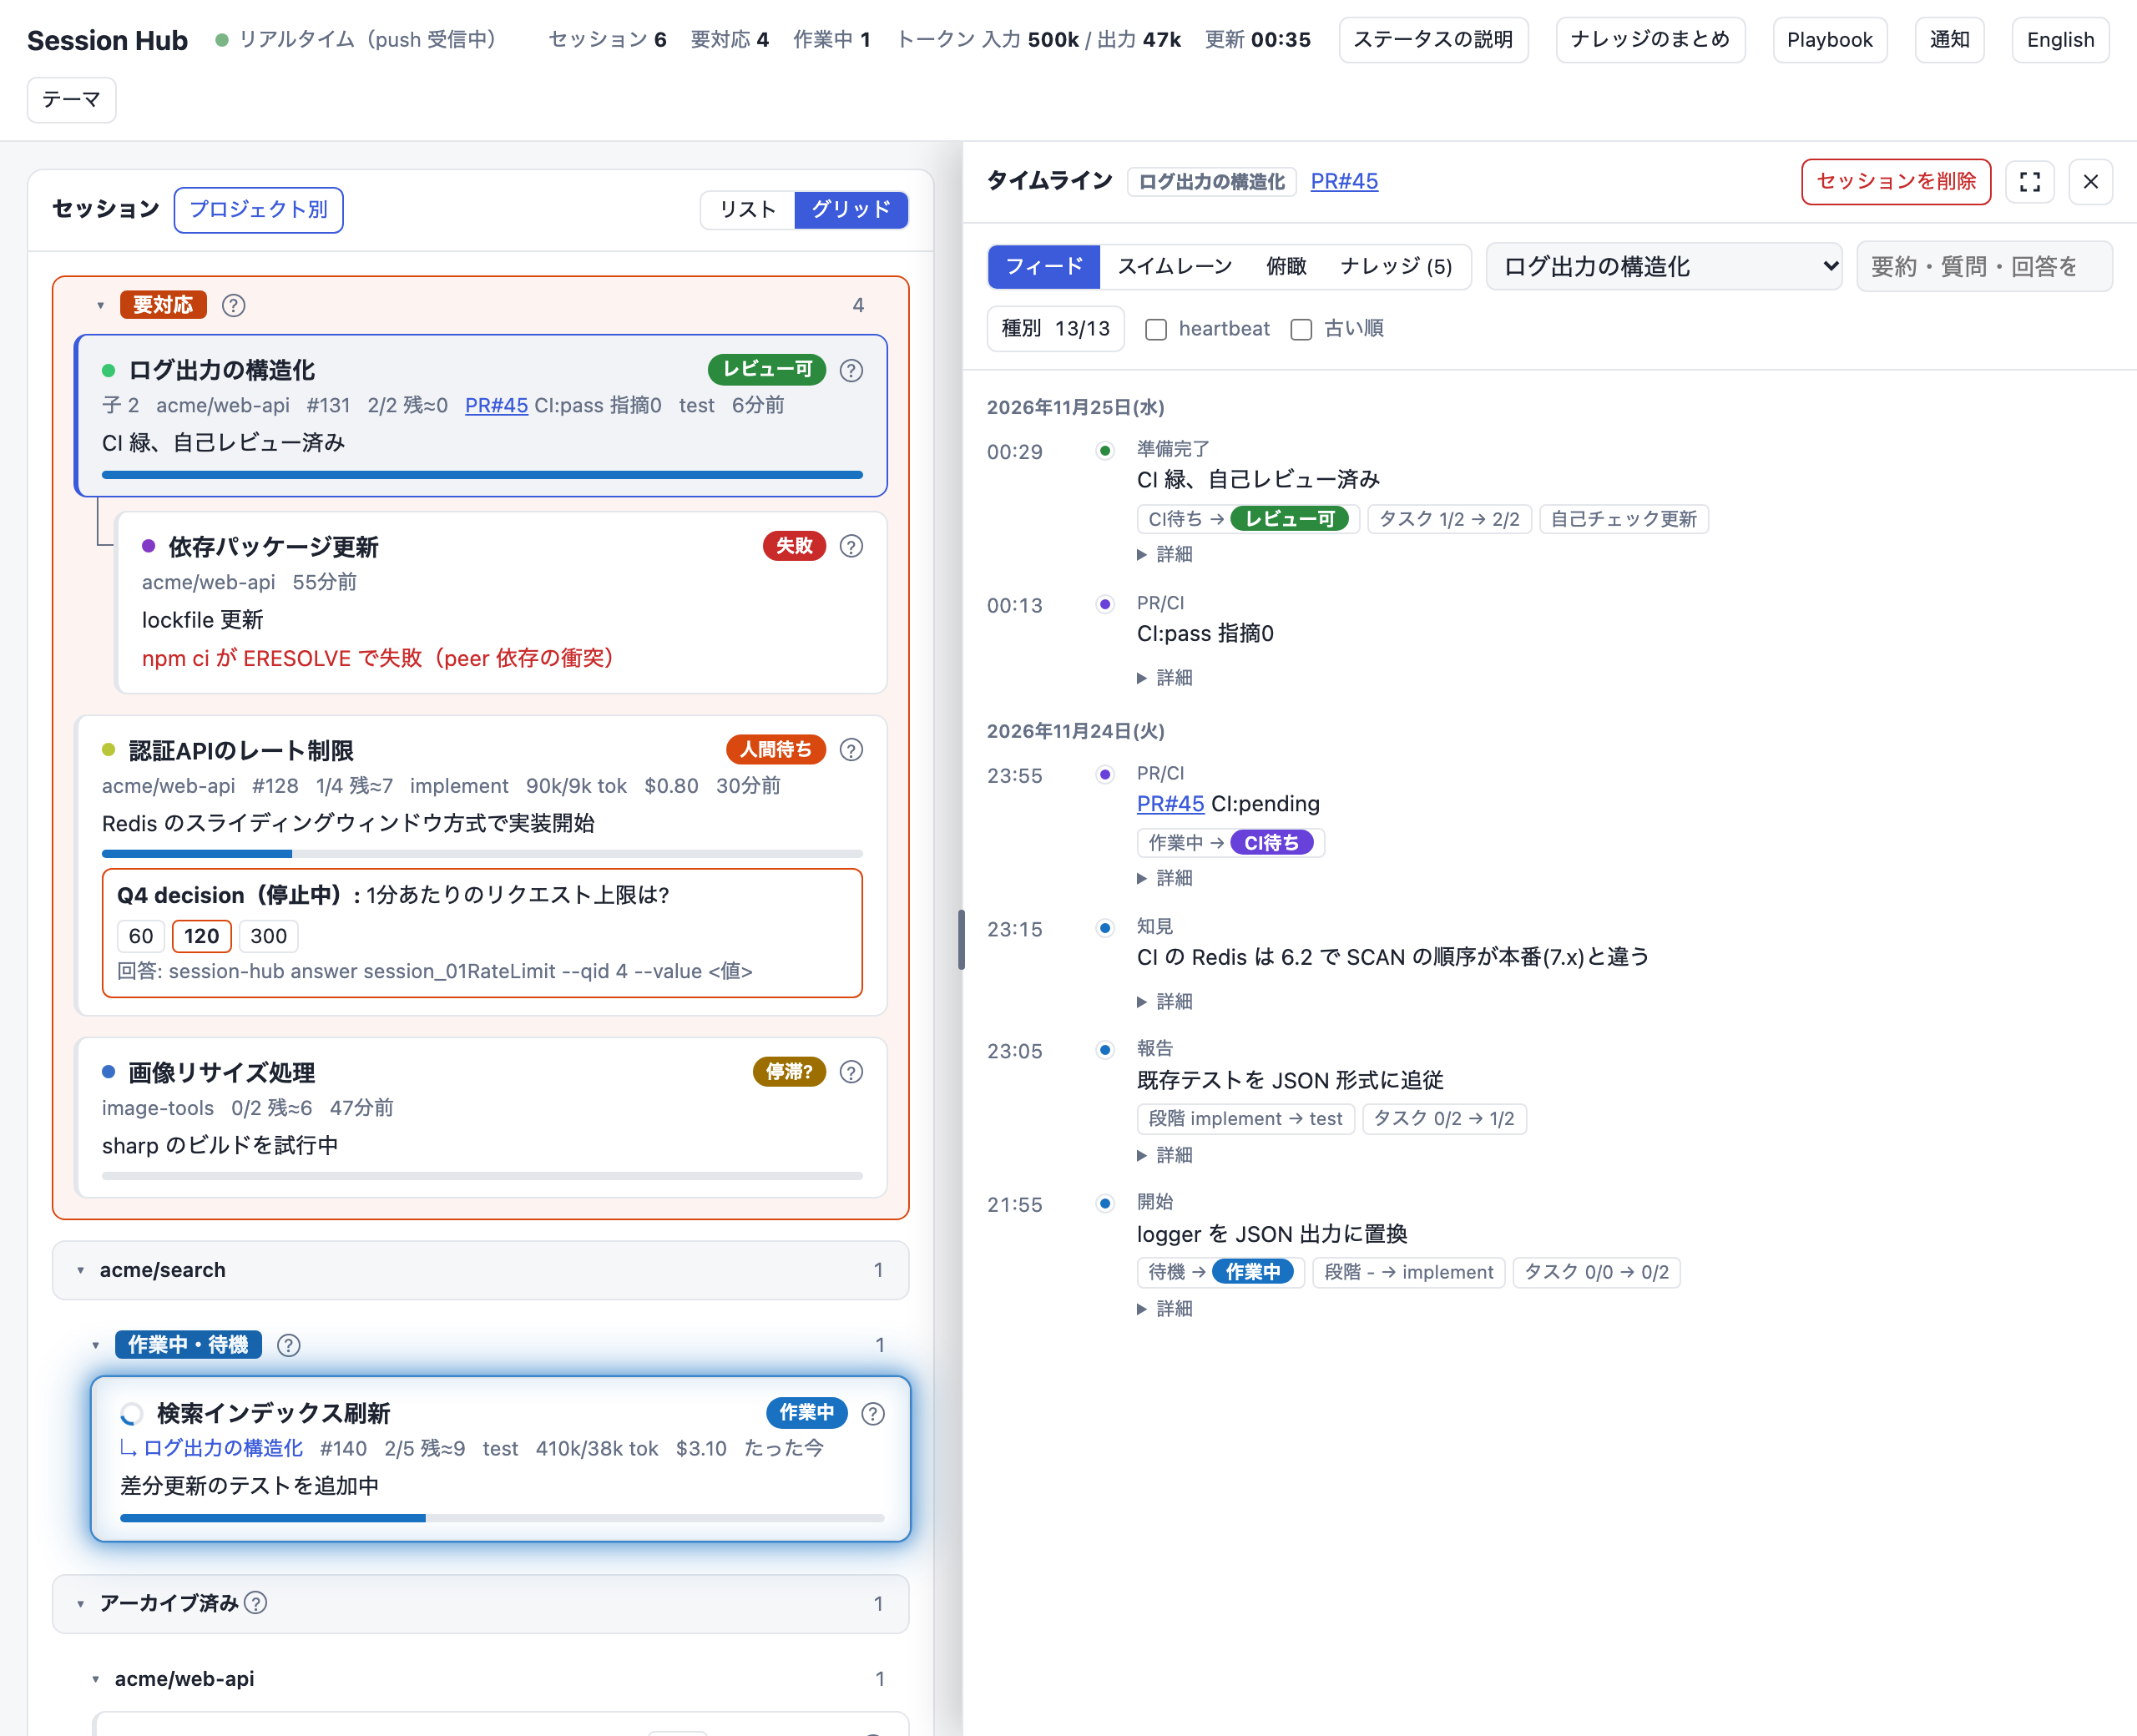 Session Hub リアルタイム（push 受信中） セッション 6 要対応 4 作業中 1 トークン 入力 500k / 出力 47k 更新 00:35 ステータスの説明 ナレッジのまとめ Playbook 通知 English
テーマ
セッション プロジェクト別 リスト グリッド
要対応 ? 4
ログ出力の構造化 レビュー可 ?
子 2 acme/web-api #131 2/2 残≈0 PR#45 CI:pass 指摘0 test 6分前
CI 緑、自己レビュー済み
依存パッケージ更新 失敗 ?
acme/web-api 55分前
lockfile 更新
npm ci が ERESOLVE で失敗（peer 依存の衝突）
認証APIのレート制限 人間待ち ?
acme/web-api #128 1/4 残≈7 implement 90k/9k tok $0.80 30分前
Redis のスライディングウィンドウ方式で実装開始
Q4 decision（停止中）: 1分あたりのリクエスト上限は?
60 120 300
回答: session-hub answer session_01RateLimit --qid 4 --value <値>
画像リサイズ処理 停滞? ?
image-tools 0/2 残≈6 47分前
sharp のビルドを試行中
acme/search 1
作業中・待機 ? 1
検索インデックス刷新 作業中 ?
ログ出力の構造化 #140 2/5 残≈9 test 410k/38k tok $3.10 たった今
差分更新のテストを追加中
アーカイブ済み ? 1
acme/web-api 1
タイムライン ログ出力の構造化 PR#45 セッションを削除
フィード スイムレーン 俯瞰 ナレッジ (5) ログ出力の構造化 要約・質問・回答を
種別 13/13 heartbeat 古い順
2026年11月25日(水)
00:29 準備完了
CI 緑、自己レビュー済み
CI待ち → レビュー可 タスク 1/2 → 2/2 自己チェック更新
詳細
00:13 PR/CI
CI:pass 指摘0
詳細
2026年11月24日(火)
23:55 PR/CI
PR#45 CI:pending
作業中 → CI待ち
詳細
23:15 知見
CI の Redis は 6.2 で SCAN の順序が本番(7.x)と違う
詳細
23:05 報告
既存テストを JSON 形式に追従
段階 implement → test タスク 0/2 → 1/2
詳細
21:55 開始
logger を JSON 出力に置換
待機 → 作業中 段階 - → implement タスク 0/0 → 0/2
詳細